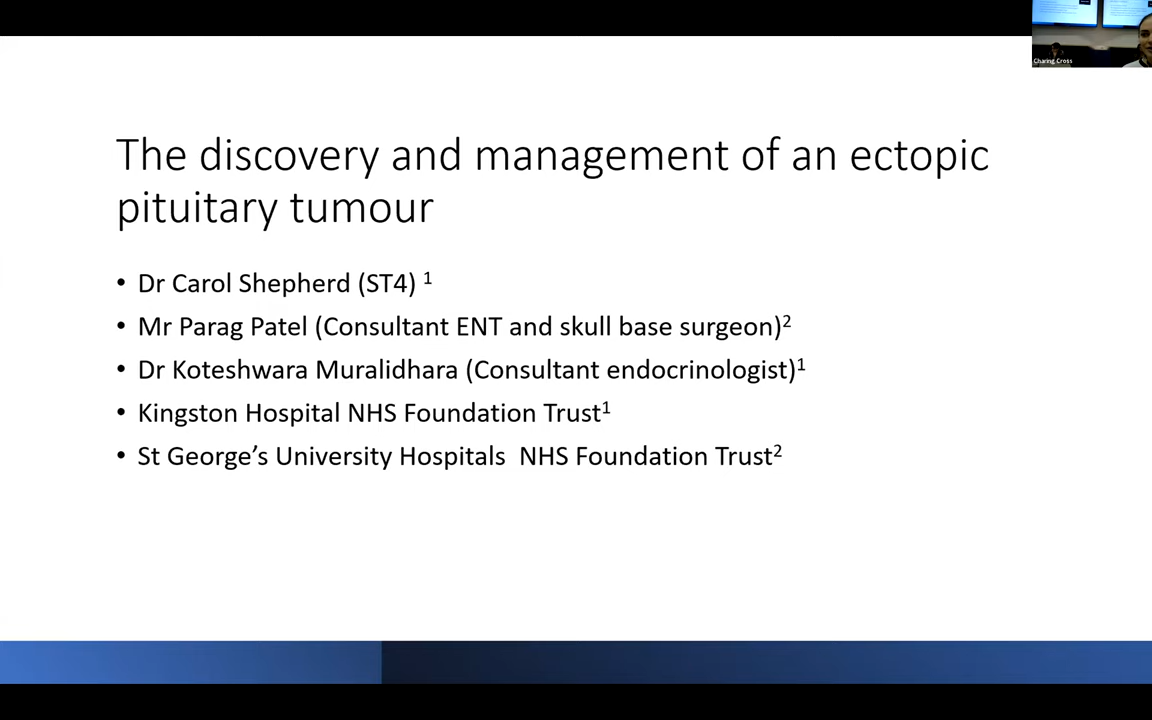 Charing Cross
The discovery and management of an ectopic
pituitary tumour
• Dr Carol Shepherd (ST4) 1
• Mr Parag Patel (Consultant ENT and skull base surgeon)2
• Dr Koteshwara Muralidhara (Consultant endocrinologist)1
• Kingston Hospital NHS Foundation Trust1
• St George’s University Hospitals  NHS Foundation Trust2